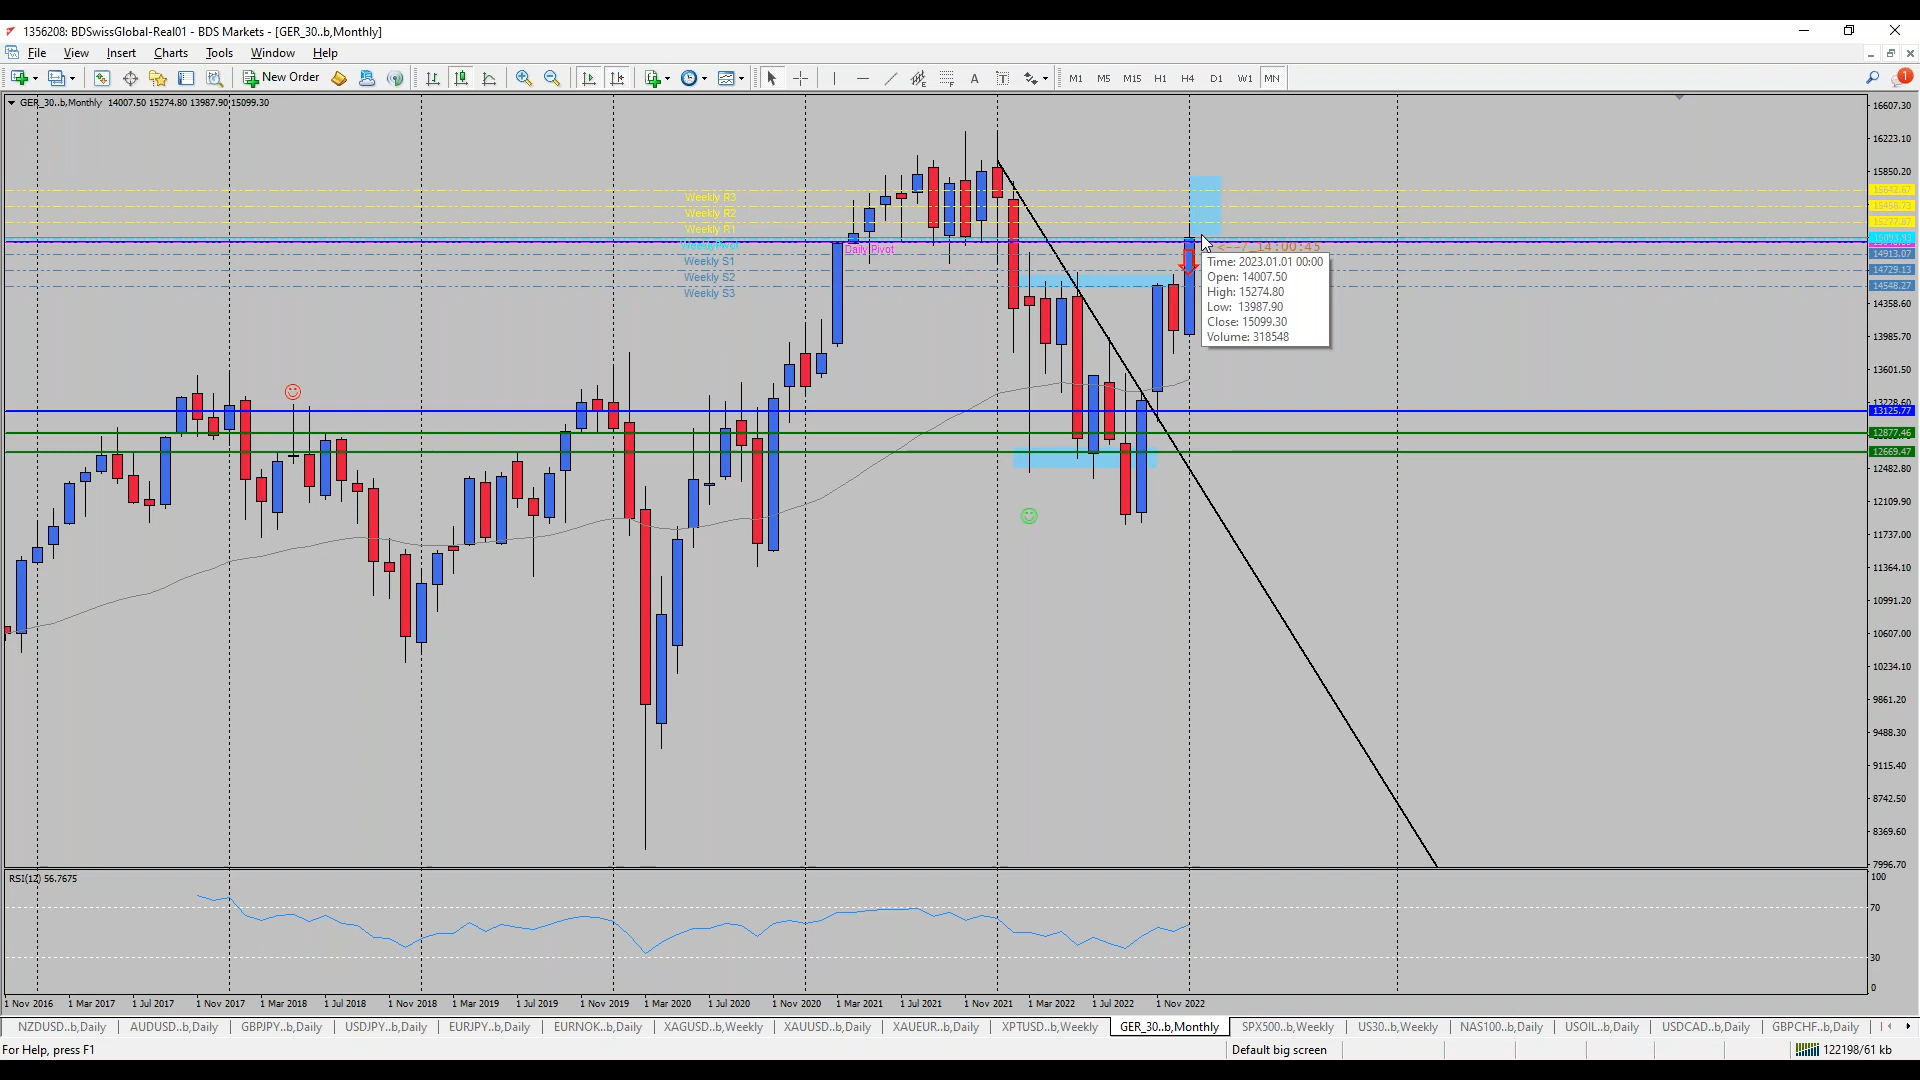 1356208: BDSwissGlobal-Real01 - BDS Markets - [GER_30..b,Monthly]
File View Insert Charts Tools Window Help
New Order A T M1 M5 M15 H1 H4 D1 W1 MN 1
GER_30..b,Monthly 14007.50 15274.80 13987.90 15099.30
16607.30
16223.10
15850.20
Weekly R3
Weekly R2
Weekly R1
Daily Pivot
Weekly S1
Weekly S2
Weekly S3
<--7_14:00:45
Time: 2023.01.01 00:00
Open: 14007.50
High: 15274.80
Low: 13987.90
Close: 15099.30
Volume: 318548
14913.07
14729.13
14548.27
14358.60
13985.70
13601.50
13228.60
13125.77
12877.46
12669.47
12482.80
12109.90
11737.00
11364.10
10991.20
10607.00
10234.10
9861.20
9488.30
9115.40
8742.50
8369.60
7996.70
RSI(12) 56.7675
100
70
30
0
1 Nov 2016 1 Mar 2017 1 Jul 2017 1 Nov 2017 1 Mar 2018 1 Jul 2018 1 Nov 2018 1 Mar 2019 1 Jul 2019 1 Nov 2019 1 Mar 2020 1 Jul 2020 1 Nov 2020 1 Mar 2021 1 Jul 2021 1 Nov 2021 1 Mar 2022 1 Jul 2022 1 Nov 2022
NZDUSD..b,Daily AUDUSD..b,Daily GBPJPY..b,Daily USDJPY..b,Daily EURJPY..b,Daily EURNOK..b,Daily XAGUSD..b,Weekly XAUUSD..b,Daily XAUEUR..b,Daily XPTUSD..b,Weekly GER_30..b,Monthly SPX500..b,Weekly US30..b,Weekly NAS100..b,Daily USOIL..b,Daily USDCAD..b,Daily GBPCHF..b,Daily
For Help, press F1 Default big screen 122198/61 kb